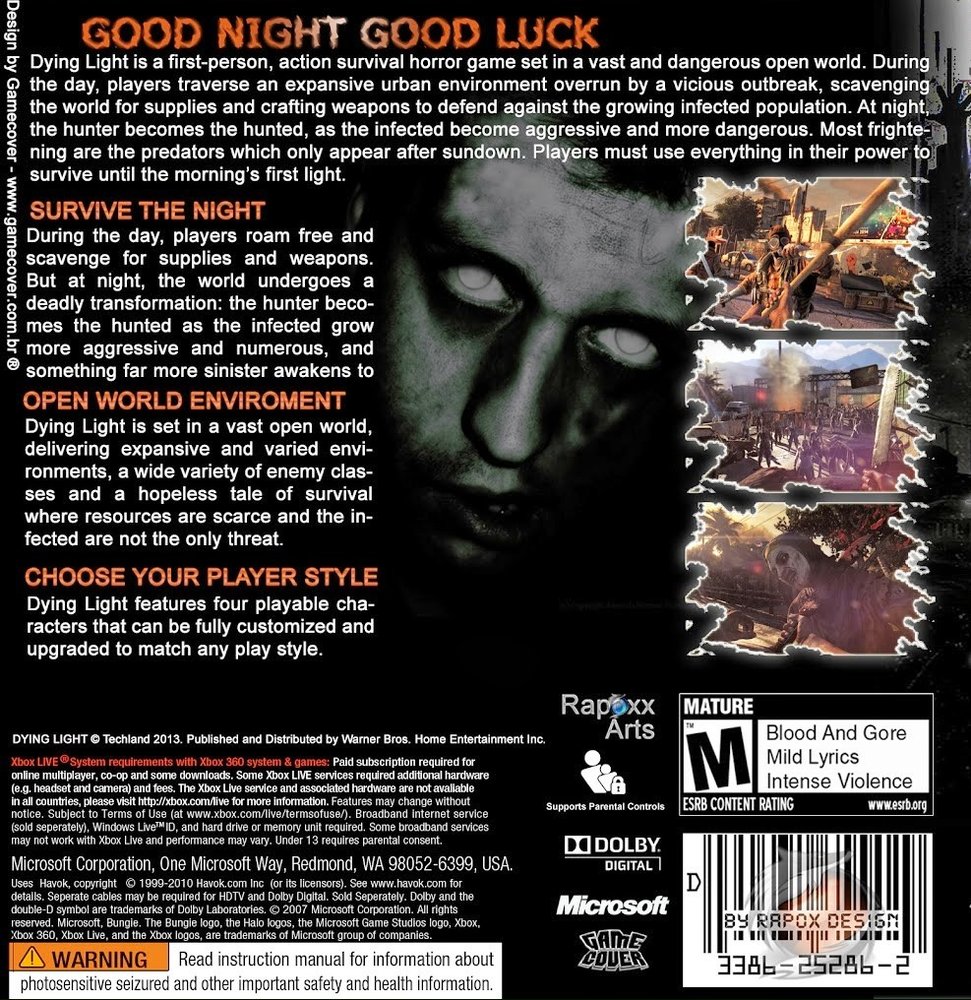 Design by Gamecover - www.gamecover.com.br ®
GOOD NIGHT GOOD LUCK
Dying Light is a first-person, action survival horror game set in a vast and dangerous open world. During
the day, players traverse an expansive urban environment overrun by a vicious outbreak, scavenging
the world for supplies and crafting weapons to defend against the growing infected population. At night,
the hunter becomes the hunted, as the infected become aggressive and more dangerous. Most frighte-
ning are the predators which only appear after sundown. Players must use everything in their power to
survive until the morning's first light.
SURVIVE THE NIGHT
During the day, players roam free and
scavenge for supplies and weapons.
But at night, the world undergoes a
deadly transformation: the hunter beco-
mes the hunted as the infected grow
more aggressive and numerous, and
something far more sinister awakens to
OPEN WORLD ENVIROMENT
Dying Light is set in a vast open world,
delivering expansive and varied envi-
ronments, a wide variety of enemy clas-
ses and a hopeless tale of survival
where resources are scarce and the in-
fected are not the only threat.
CHOOSE YOUR PLAYER STYLE
Dying Light features four playable cha-
racters that can be fully customized and
upgraded to match any play style.
DYING LIGHT © Techland 2013. Published and Distributed by Warner Bros. Home Entertainment Inc.
Xbox LIVE® System requirements with Xbox 360 system & games: Paid subscription required for
online multiplayer, co-op and some downloads. Some Xbox LIVE services required additional hardware
(e.g. headset and camera) and fees. The Xbox Live service and associated hardware are not available
in all countries, please visit http://xbox.com/live for more information. Features may change without
notice. Subject to Terms of Use (at www.xbox.com/live/termsofuse/). Broadband Internet service
(sold seperately), Windows Live™ID, and hard drive or memory unit required. Some broadband services
may not work with Xbox Live and performance may vary. Under 13 requires parental consent.
Microsoft Corporation, One Microsoft Way, Redmond, WA 98052-6399, USA.
Uses Havok, copyright © 1999-2010 Havok.com Inc (or its licensors). See www.havok.com for
details. Seperate cables may be required for HDTV and Dolby Digital. Sold Seperately. Dolby and the
double-D symbol are trademarks of Dolby Laboratories. © 2007 Microsoft Corporation. All rights
reserved. Microsoft, Bungie. The Bungie logo, the Halo logos, the Microsoft Game Studios logo, Xbox,
Xbox 360, Xbox Live, and the Xbox logos, are trademarks of Microsoft group of companies.
WARNING
Read instruction manual for information about
photosensitive seizured and other important safety and health information.
Rapoxx
Arts
Supports Parental Controls
DOLBY
DIGITAL
Microsoft
GAME
COVER
MATURE
M
™
Blood And Gore
Mild Lyrics
Intense Violence
ESRB CONTENT RATING
www.esrb.org
D
BY RAPOX DESIGN
3386-25286-2